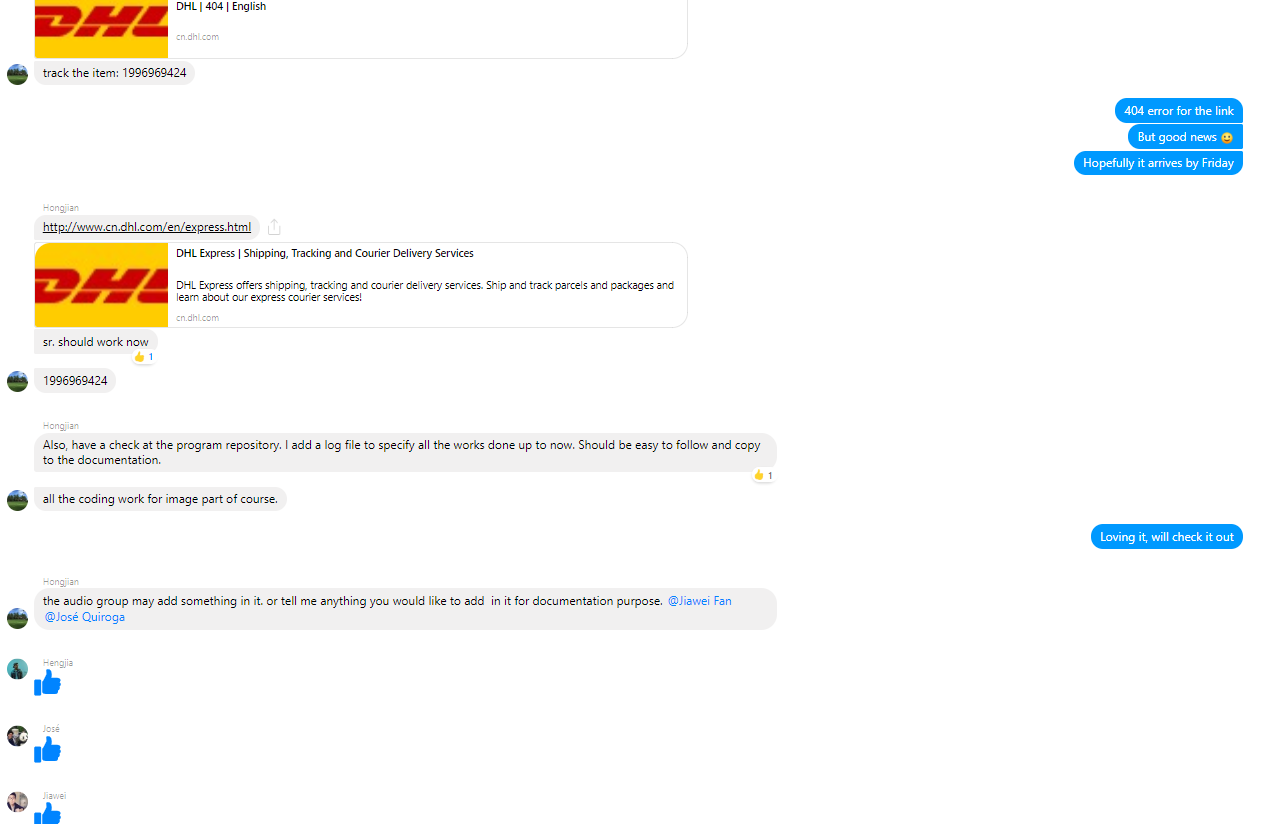 DHL
DHL | 404 | English
cn.dhl.com
track the item: 1996969424
404 error for the link
But good news 😃
Hopefully it arrives by Friday
Hongjian
http://www.cn.dhl.com/en/express.html
DHL
DHL Express | Shipping, Tracking and Courier Delivery Services
DHL Express offers shipping, tracking and courier delivery services. Ship and track parcels and packages and
learn about our express courier services!
cn.dhl.com
sr. should work now
👍 1
1996969424
Hongjian
Also, have a check at the program repository. I add a log file to specify all the works done up to now. Should be easy to follow and copy
to the documentation.
👍 1
all the coding work for image part of course.
Loving it, will check it out
Hongjian
the audio group may add something in it. or tell me anything you would like to add  in it for documentation purpose. @Jiawei Fan
@José Quiroga
Hengjia
José
Jiawei